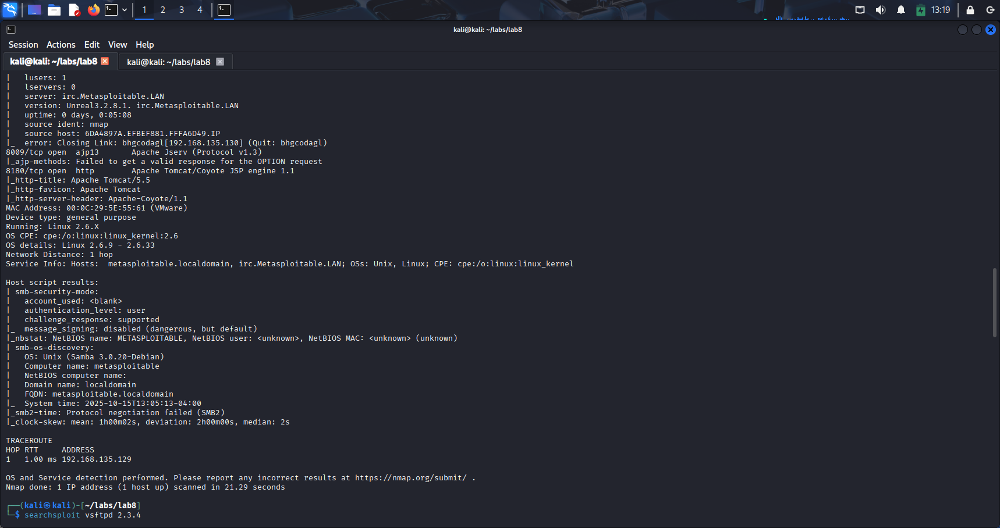 1 2 3 4 13:19
kali@kali: ~/labs/lab8
Session Actions Edit View Help
kali@kali: ~/labs/lab8 kali@kali: ~/labs/lab8
|   lusers: 1
|   lservers: 0
|   server: irc.Metasploitable.LAN
|   version: Unreal3.2.8.1. irc.Metasploitable.LAN
|   uptime: 0 days, 0:05:08
|   source ident: nmap
|   source host: 6DA4897A.EFBEF881.FFFA6D49.IP
|_  error: Closing Link: bhgcodagl[192.168.135.130] (Quit: bhgcodagl)
8009/tcp open  ajp13       Apache Jserv (Protocol v1.3)
|_ajp-methods: Failed to get a valid response for the OPTION request
8180/tcp open  http        Apache Tomcat/Coyote JSP engine 1.1
|_http-title: Apache Tomcat/5.5
|_http-favicon: Apache Tomcat
|_http-server-header: Apache-Coyote/1.1
MAC Address: 00:0C:29:5E:55:61 (VMware)
Device type: general purpose
Running: Linux 2.6.X
OS CPE: cpe:/o:linux:linux_kernel:2.6
OS details: Linux 2.6.9 - 2.6.33
Network Distance: 1 hop
Service Info: Hosts:  metasploitable.localdomain, irc.Metasploitable.LAN; OSs: Unix, Linux; CPE: cpe:/o:linux:linux_kernel
Host script results:
| smb-security-mode:
|   account_used: <blank>
|   authentication_level: user
|   challenge_response: supported
|_  message_signing: disabled (dangerous, but default)
|_nbstat: NetBIOS name: METASPLOITABLE, NetBIOS user: <unknown>, NetBIOS MAC: <unknown> (unknown)
| smb-os-discovery:
|   OS: Unix (Samba 3.0.20-Debian)
|   Computer name: metasploitable
|   NetBIOS computer name:
|   Domain name: localdomain
|   FQDN: metasploitable.localdomain
|_  System time: 2025-10-15T13:05:13-04:00
|_smb2-time: Protocol negotiation failed (SMB2)
|_clock-skew: mean: 1h00m02s, deviation: 2h00m00s, median: 2s
TRACEROUTE
HOP RTT     ADDRESS
1   1.00 ms 192.168.135.129
OS and Service detection performed. Please report any incorrect results at https://nmap.org/submit/ .
Nmap done: 1 IP address (1 host up) scanned in 21.29 seconds
┌──(kali㉿kali)-[~/labs/lab8]
└─$ searchsploit vsftpd 2.3.4